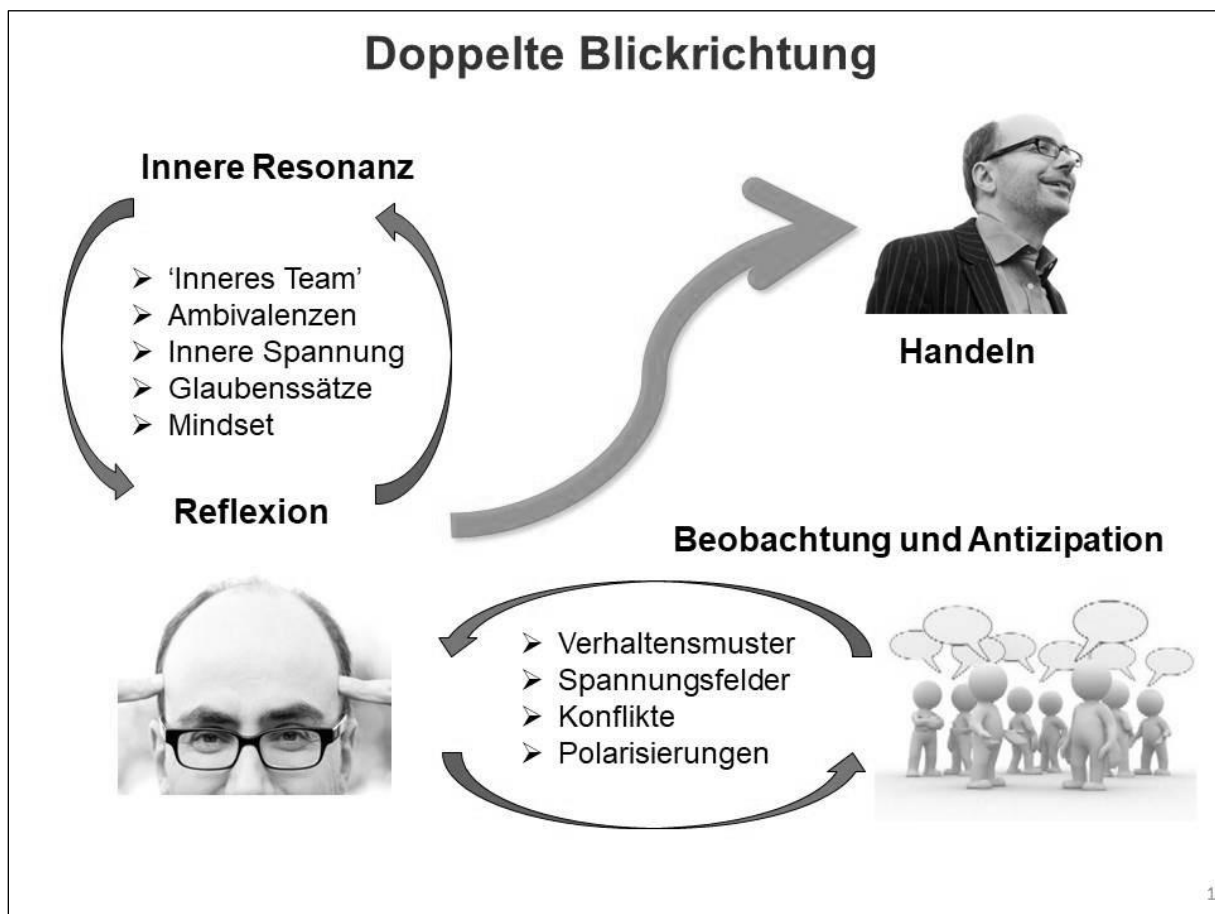 Doppelte Blickrichtung
Innere Resonanz
➢ ‘Inneres Team’
➢ Ambivalenzen
➢ Innere Spannung
➢ Glaubenssätze
➢ Mindset
Reflexion
Handeln
Beobachtung und Antizipation
➢ Verhaltensmuster
➢ Spannungsfelder
➢ Konflikte
➢ Polarisierungen
1